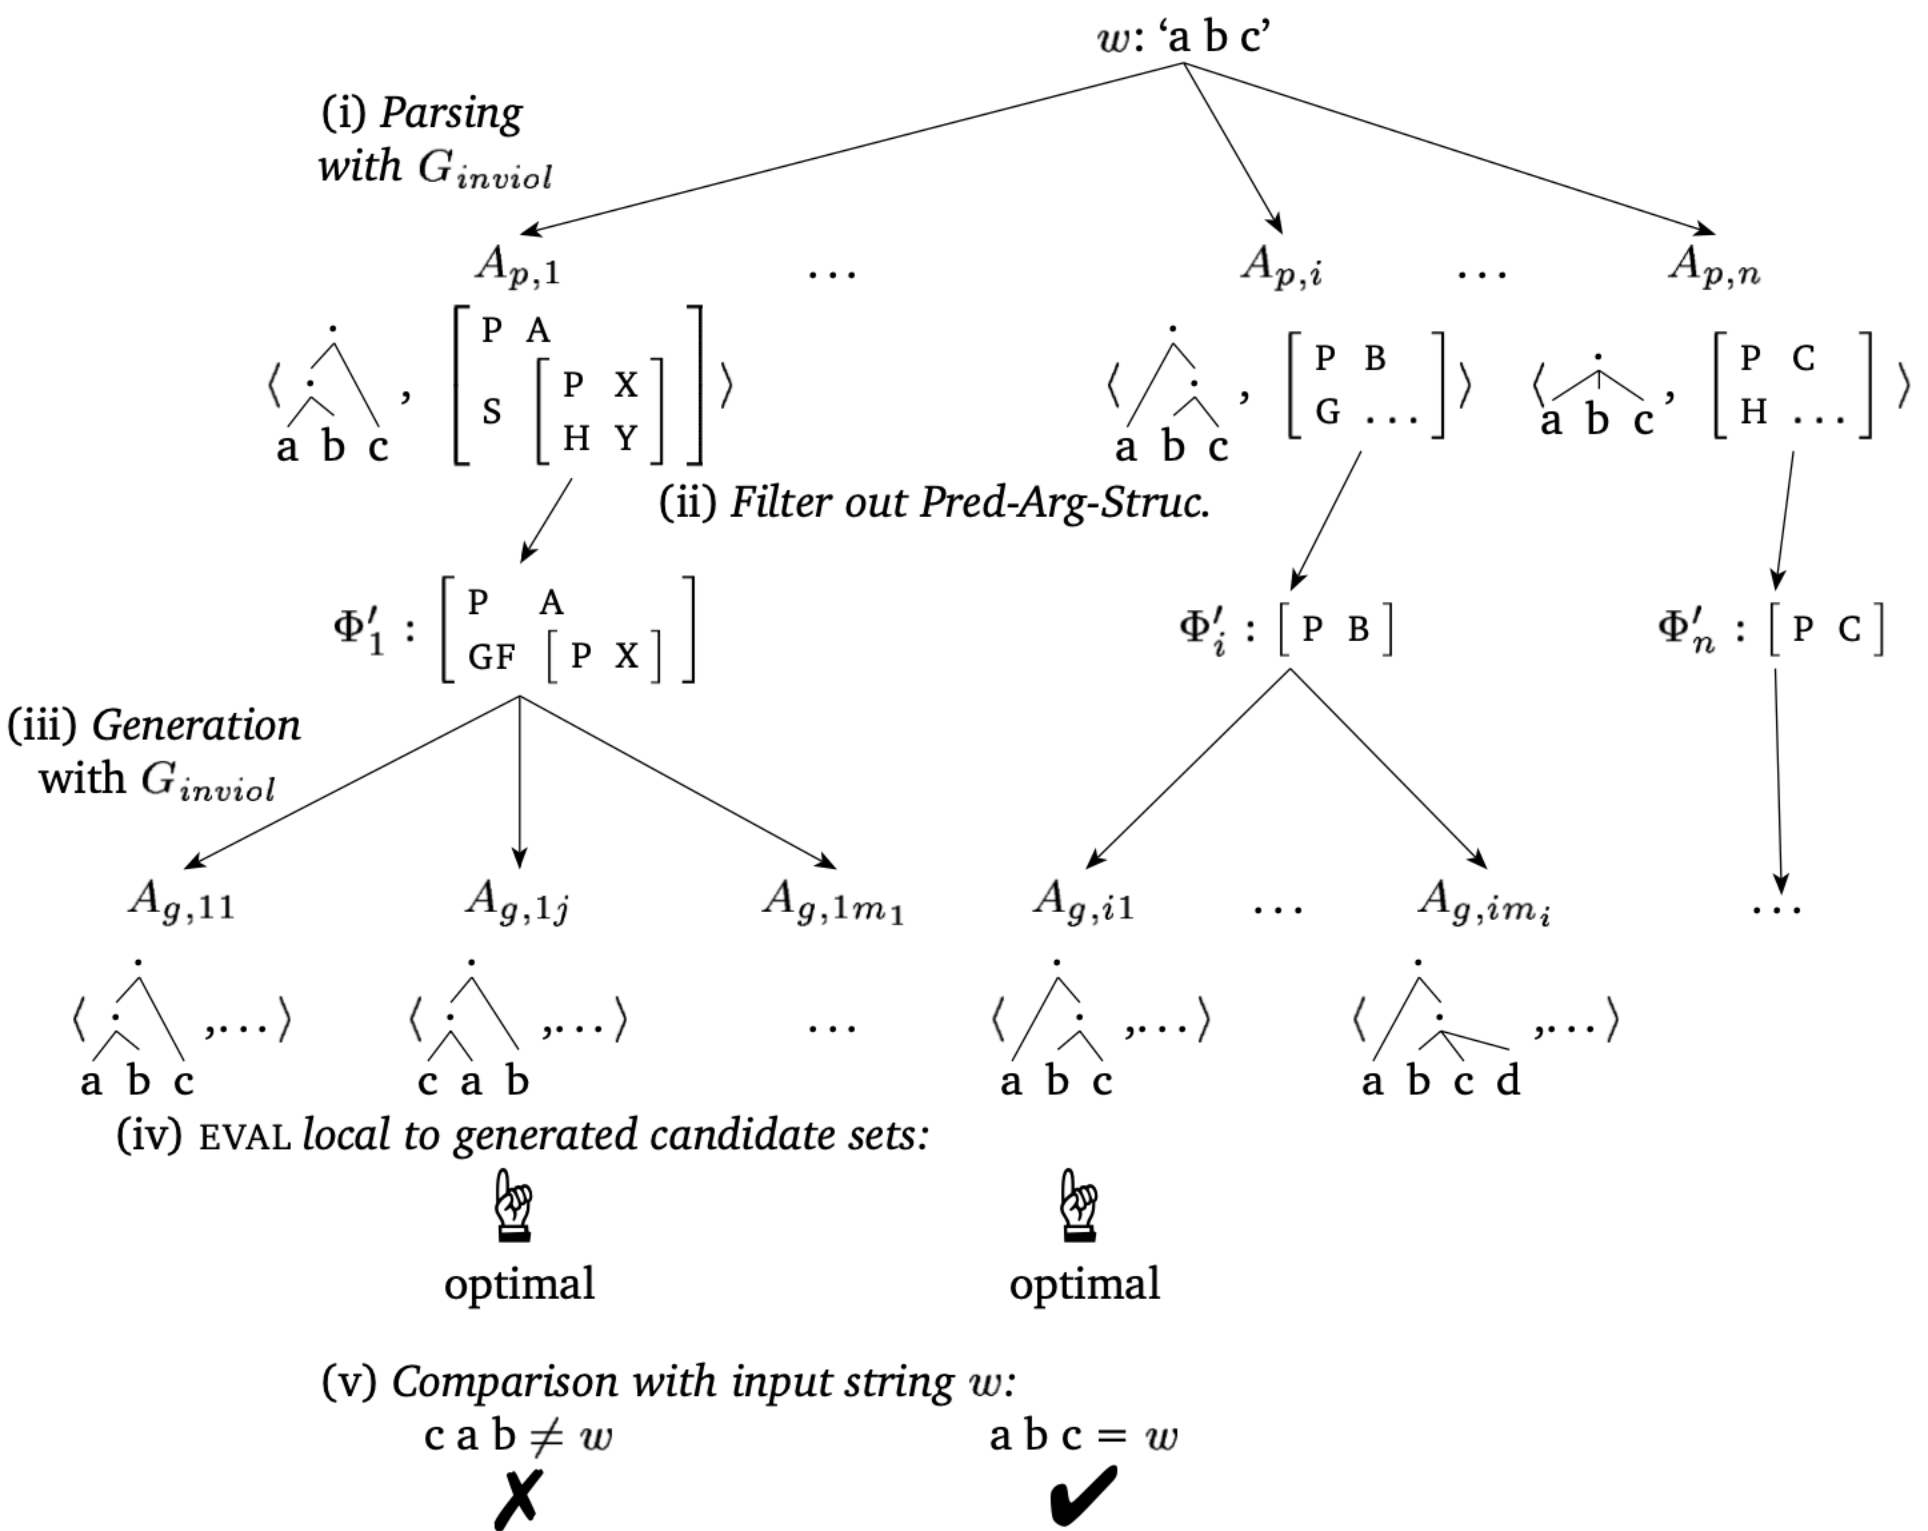 w: ‘a b c’
(i) Parsing
with G_inviol
A_p,1 … A_p,i … A_p,n
⟨ a b c , [ P A S [ P X H Y ] ] ⟩ ⟨ a b c , [ P B G … ] ⟩ ⟨ a b c , [ P C H … ] ⟩
(ii) Filter out Pred-Arg-Struc.
Φ′_1 : [ P A GF [ P X ] ] Φ′_i : [ P B ] Φ′_n : [ P C ]
(iii) Generation
with G_inviol
A_g,11 A_g,1j A_g,1m_1 A_g,i1 … A_g,im_i …
⟨ a b c ,…⟩ ⟨ c a b ,…⟩ … ⟨ a b c ,…⟩ ⟨ a b c d ,…⟩
(iv) EVAL local to generated candidate sets:
☝ ☝
optimal optimal
(v) Comparison with input string w:
c a b ≠ w a b c = w
✗ ✔